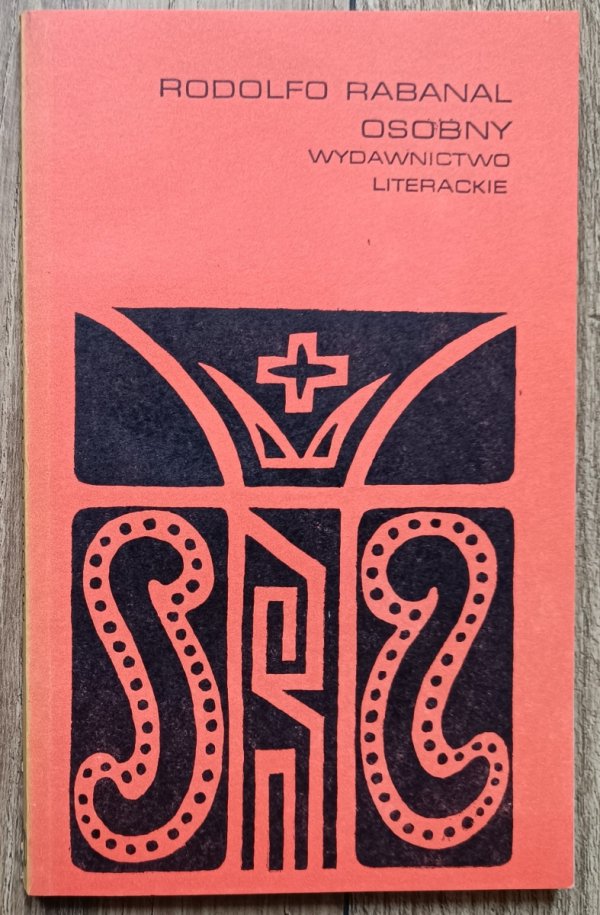 RODOLFO RABANAL
OSOBNY
WYDAWNICTWO
LITERACKIE